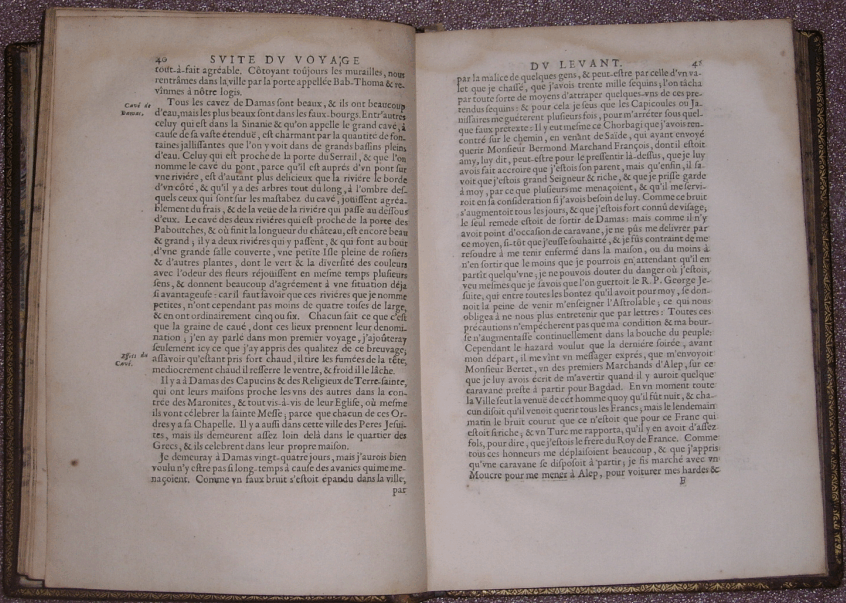 40 SVITE DV VOYAGE
tout-à-fait agréable. Côtoyant toûjours les murailles, nous
rentrâmes dans la ville par la porte appellée Bab-Thoma & re-
vînmes à nôtre logis.
Cavé de
Damas.
Tous les cavez de Damas sont beaux, & ils ont beaucoup
d'eau, mais les plus beaux sont dans les faux-bourgs. Entr'autres
celuy qui est dans la Sinanie & qu'on appelle le grand cavé, à
cause de sa vaste étenduë, est charmant par la quantité de fon-
taines jallissantes que l'on y voit dans de grands bassins pleins
d'eau. Celuy qui est proche de la porte du Serrail, & que l'on
nomme le cavé du pont, parce qu'il est auprés d'vn pont sur
vne riviére, est d'autant plus delicieux que la riviére le borde
d'vn côté, & qu'il y a des arbres tout du long, à l'ombre des-
quels ceux qui sont sur les mastabez du cavé, joüissent agréa-
blement du frais, & de la veuë de la riviére qui passe au dessous
d'eux. Le cavé des deux riviéres qui est proche de la porte des
Paboutches, & où finit la longueur du château, est encore beau
& grand; il y a deux riviéres qui y passent, & qui font au bout
d'vne grande salle couverte, vne petite Isle pleine de rosiers
& d'autres plantes, dont le vert & la diversité des couleurs
avec l'odeur des fleurs réjoüissent en mesme temps plusieurs
sens, & donnent beaucoup d'agrément à vne situation déja
si avantageuse: car il faut sçavoir que ces riviéres que je nomme
petites, n'ont cependant pas moins de quatre toises de large,
& en ont ordinairement cinq ou six. Chacun sait ce que c'est
que la graine de cavé, dont ces lieux prennent leur denomi-
nation; j'en ay parlé dans mon premier voyage, j'ajoûteray
Effets du
Cavé.
seulement icy ce que j'ay appris des qualitez de ce breuvage,
assavoir qu'estant pris fort chaud, il tire les fumées de la tête,
mediocrement chaud il resserre le ventre, & froid il le lâche.
Il y a à Damas des Capucins & des Religieux de Terre-sainte,
qui ont leurs maisons proche les vns des autres dans la con-
trée des Maronites, & tout vis-à-vis de leur Eglise, où mesme
ils vont célebrer la sainte Messe; parce que chacun de ces Or-
dres y a sa Chapelle. Il y a aussi dans cette ville des Peres Jesui-
tes, mais ils demeurent assez loin delà dans le quartier des
Grecs, & ils celebrent dans leur propre maison.
Je demeuray à Damas vingt-quatre jours, mais j'aurois bien
voulu n'y estre pas si long-temps à cause des avanies qui me me-
naçoient. Comme vn faux bruit s'estoit épandu dans la ville,
par
DV LEVANT.
par la malice de quelques gens, & peut-estre par celle d'vn va-
let que je chassé, que j'avois trente mille sequins; l'on tâcha
par toute sorte de moyens d'attraper quelques-vns de ces pre-
tendus sequins: & pour cela je seus que les Capicoules ou Ja-
nissaires me guéterent plusieurs fois, pour m'arréter sous quel-
que faux pretexte: Il y eut mesme ce Chorbagi que j'avois ren-
contré sur le chemin, en venant de Saïde, qui ayant envoyé
querir Monsieur Bermond Marchand François, dont il estoit
amy, luy dit, peut-estre pour le pressentir là-dessus, que je luy
avois fait accroire que j'estois son parent, mais qu'enfin, il sa-
voit que j'estois grand Seigneur & riche, & que je prisse garde
à moy, par ce que plusieurs me menaçoient, & qu'il me servi-
roit en sa consideration si j'avois besoin de luy. Comme ce bruit
s'augmentoit tous les jours, & que j'estois fort connû de visage,
le seul remede estoit de sortir de Damas: mais comme il n'y
avoit point d'occasion de caravane, je ne pûs me delivrer par
ce moyen, si-tôt que j'eusse souhaitté, & je fûs contraint de me
resoudre à me tenir enfermé dans la maison, ou du moins à
n'en sortir que le moins que je pourrois en attendant qu'il en
partît quelqu'vne; je ne pouvois douter du danger où j'estois,
veu mesmes que je savois que l'on guettoit le R. P. George Je-
suite, qui entre toutes les bontez qu'il avoit pour moy, se don-
noit la peine de venir m'enseigner l'Astrolabe; ce qui nous
obligea à ne nous plus entretenir que par lettres: Toutes ces
précautions n'empêcherent pas que ma condition & ma bour-
se n'augmentasse continuellement dans la bouche du peuple.
Cependant le hazard voulut que la derniére soirée, avant
mon départ, il me vînt vn messager exprés, que m'envoyoit
Monsieur Bertet, vn des premiers Marchands d'Alep, sur ce
que je luy avois écrit de m'avertir quand il y auroit quelque
caravane preste à partir pour Bagdad. En vn moment toute
la Ville seut la venuë de cet homme quoy qu'il fût nuit, & cha-
cun disoit qu'il venoit querir tous les Francs; mais le lendemain
matin le bruit courut que ce n'estoit que pour ce Franc qui
estoit si riche; & vn Turc me rapporta, qu'il y en avoit d'assez
fols, pour dire, que j'estois le frere du Roy de France. Comme
tous ces honneurs me déplaisoient beaucoup, & que j'appris
qu'vne caravane se disposoit à partir; je fis marché avec vn
Moucre pour me mener à Alep, pour voiturer mes hardes &